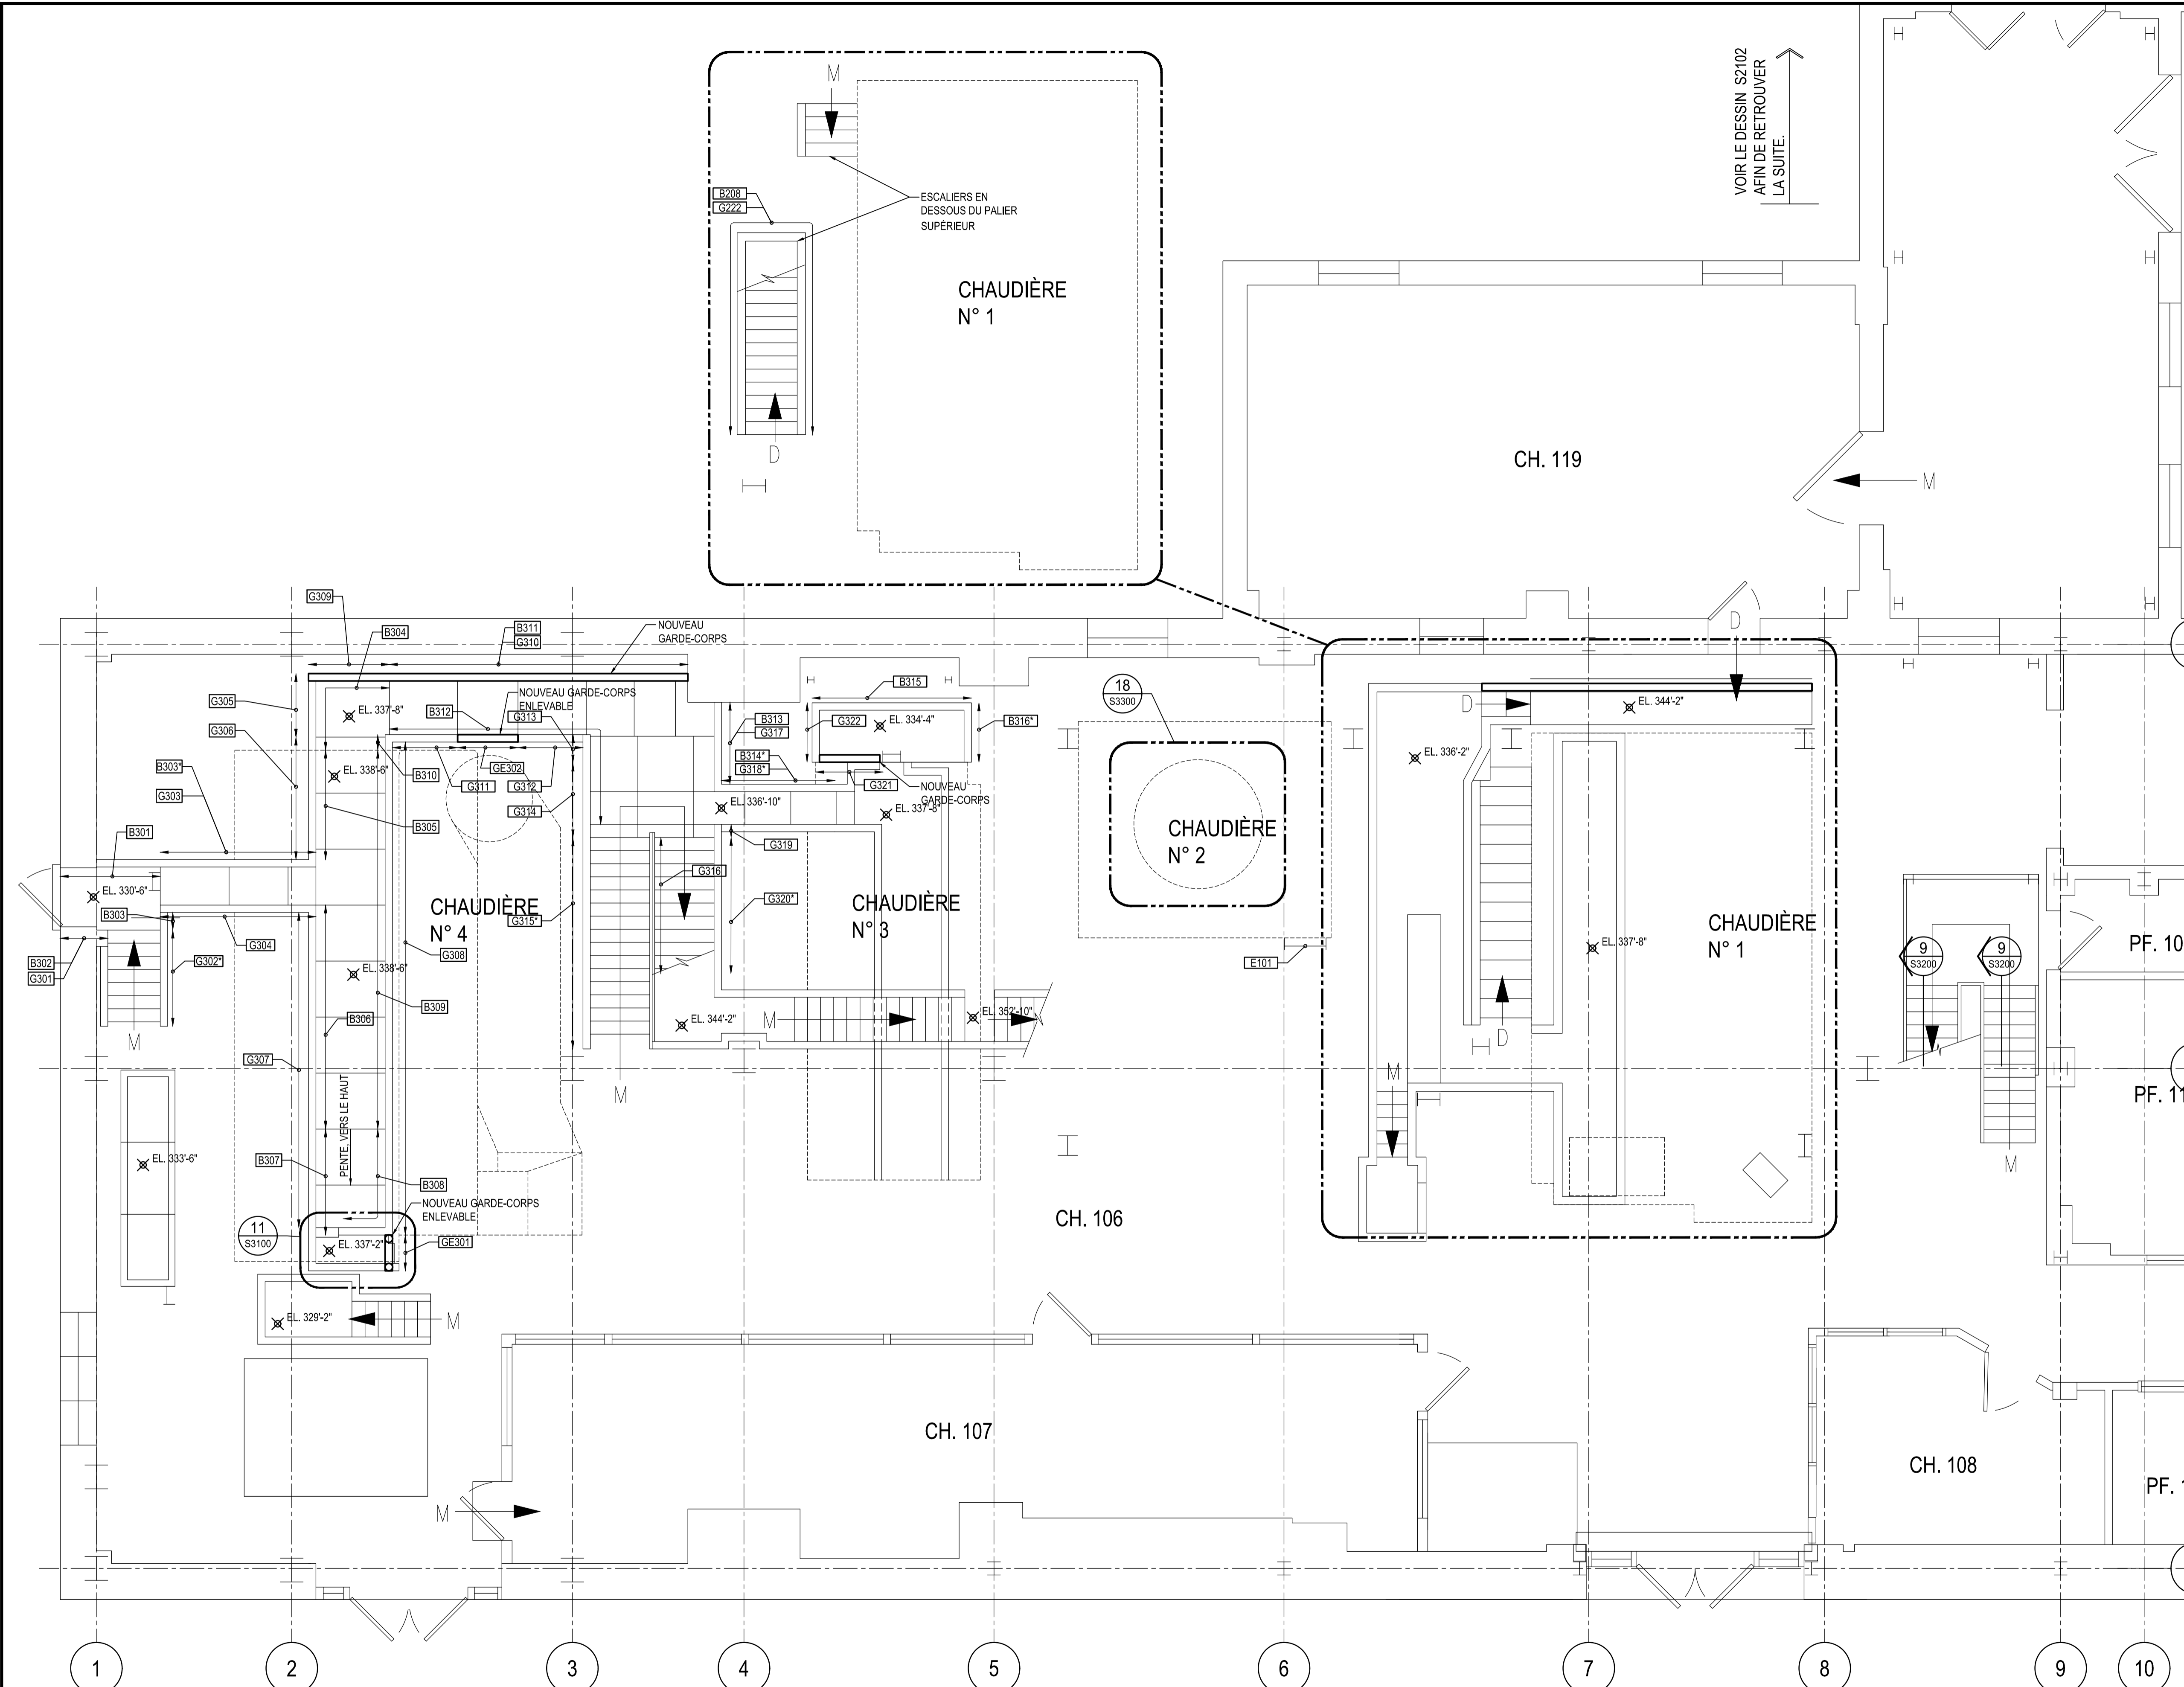 VOIR LE DESSIN S2102
AFIN DE RETROUVER
LA SUITE.
M
B208
G222
ESCALIERS EN
DESSOUS DU PALIER
SUPÉRIEUR
CHAUDIÈRE
N° 1
D
CH. 119
M
G309
B304
B311
G310
NOUVEAU
GARDE-CORPS
D
G305
G306
EL. 337'-8"
B312
NOUVEAU GARDE-CORPS
ENLEVABLE
G313
B315
B313
G317
G322
EL. 334'-4"
B316*
18
S3300
D
EL. 344'-2"
B303*
G303
EL. 338'-6"
B310
G311
GE302
G312
B314*
G318*
G321
NOUVEAU
GARDE-CORPS
EL. 336'-2"
G314
EL. 336'-10"
EL. 337'-8"
B301
B305
G319
CHAUDIÈRE
N° 2
EL. 330'-6"
G316
B303
G304
CHAUDIÈRE
N° 4
G315*
G320*
CHAUDIÈRE
N° 3
CHAUDIÈRE
N° 1
EL. 337'-8"
9
S3200
9
S3200
PF. 10
B302
G301
G302*
G308
E101
EL. 338'-6"
B309
B306
EL. 344'-2"
M
EL. 352'-10"
D
M
G307
M
M
PENTE, VERS LE HAUT
PF. 11
EL. 333'-6"
B307
B308
M
NOUVEAU GARDE-CORPS
ENLEVABLE
CH. 106
11
S3100
EL. 337'-2"
GE301
EL. 329'-2"
M
CH. 107
CH. 108
PF. 1
M
1
2
3
4
5
6
7
8
9
10